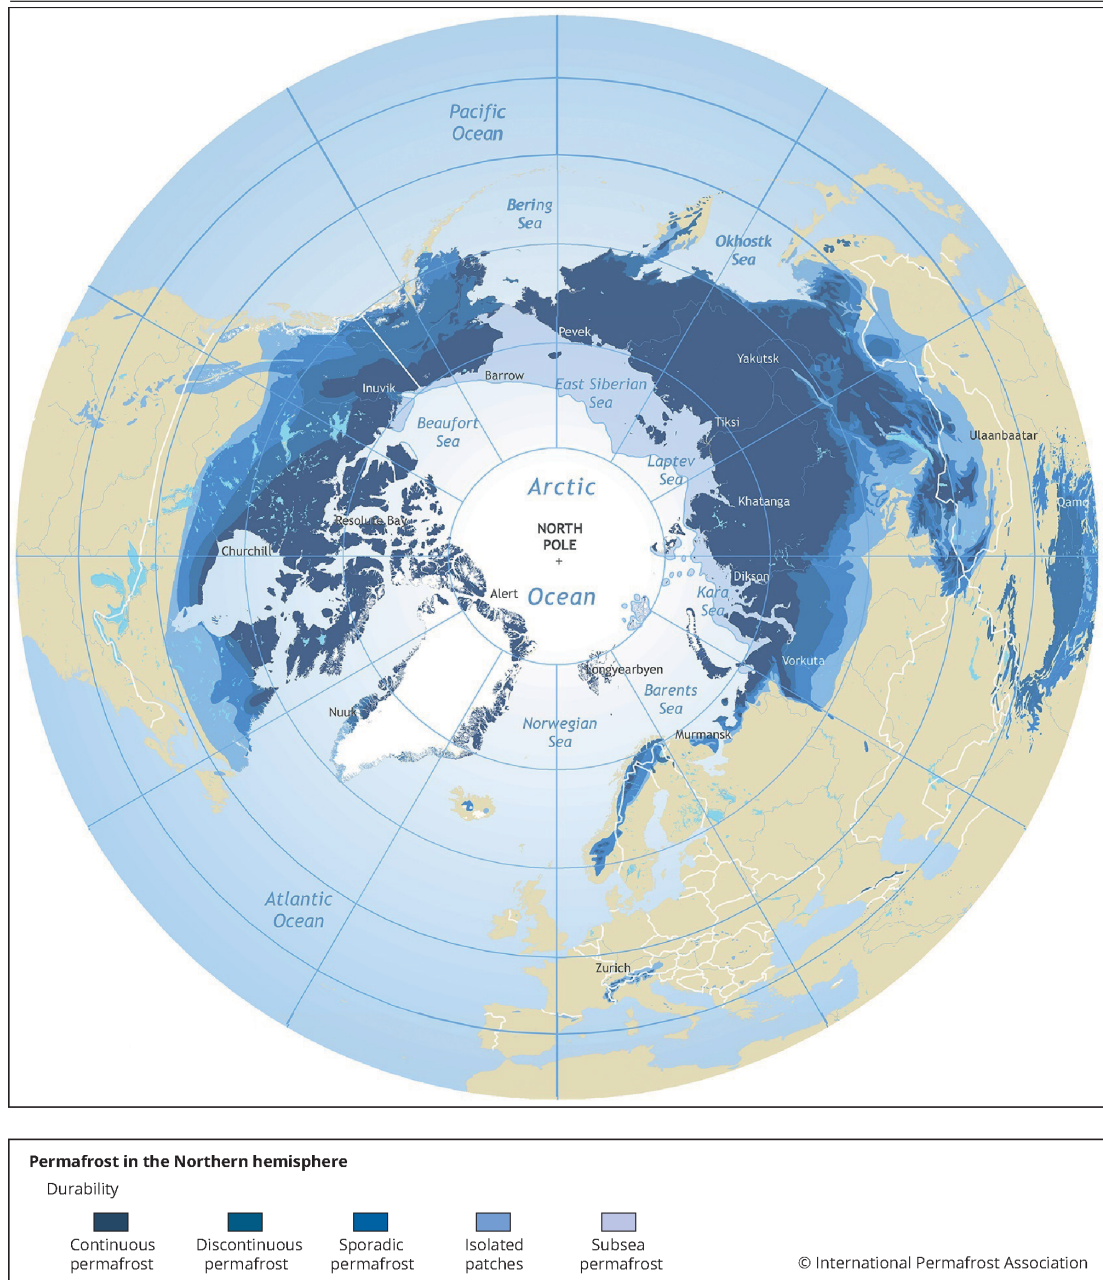 Pacific
Ocean
Bering
Sea
Okhostk
Sea
Pevek
Yakutsk
Barrow
East Siberian
Sea
Inuvik
Beaufort
Sea
Tiksi
Ulaanbaatar
Laptev
Sea
Arctic
Khatanga
Qamo
Resolute Bay
NORTH
POLE
+
Churchill
Dikson
Alert
Ocean
Kara
Sea
Longyearbyen
Vorkuta
Barents
Sea
Nuuk
Norwegian
Sea
Murmansk
Atlantic
Ocean
Zurich
Permafrost in the Northern hemisphere
Durability
Continuous
permafrost
Discontinuous
permafrost
Sporadic
permafrost
Isolated
patches
Subsea
permafrost
© International Permafrost Association